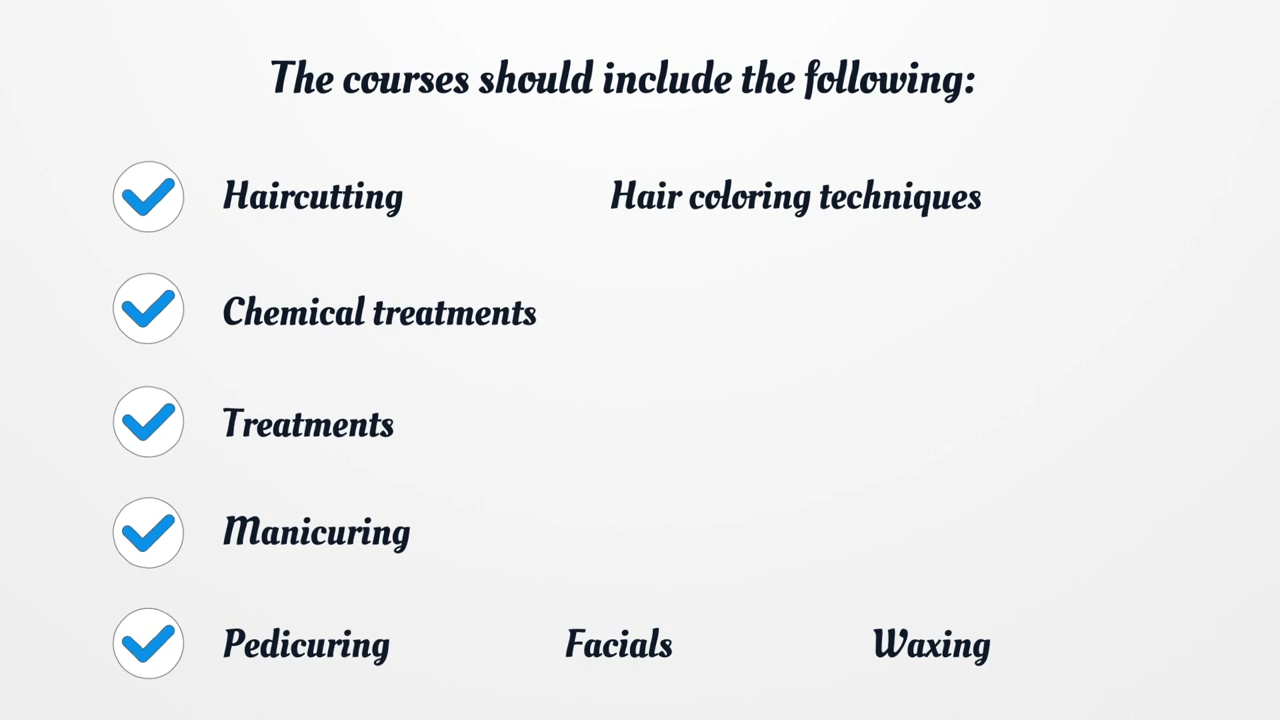 The courses should include the following:
Haircutting Hair coloring techniques
Chemical treatments
Treatments
Manicuring
Pedicuring Facials Waxing